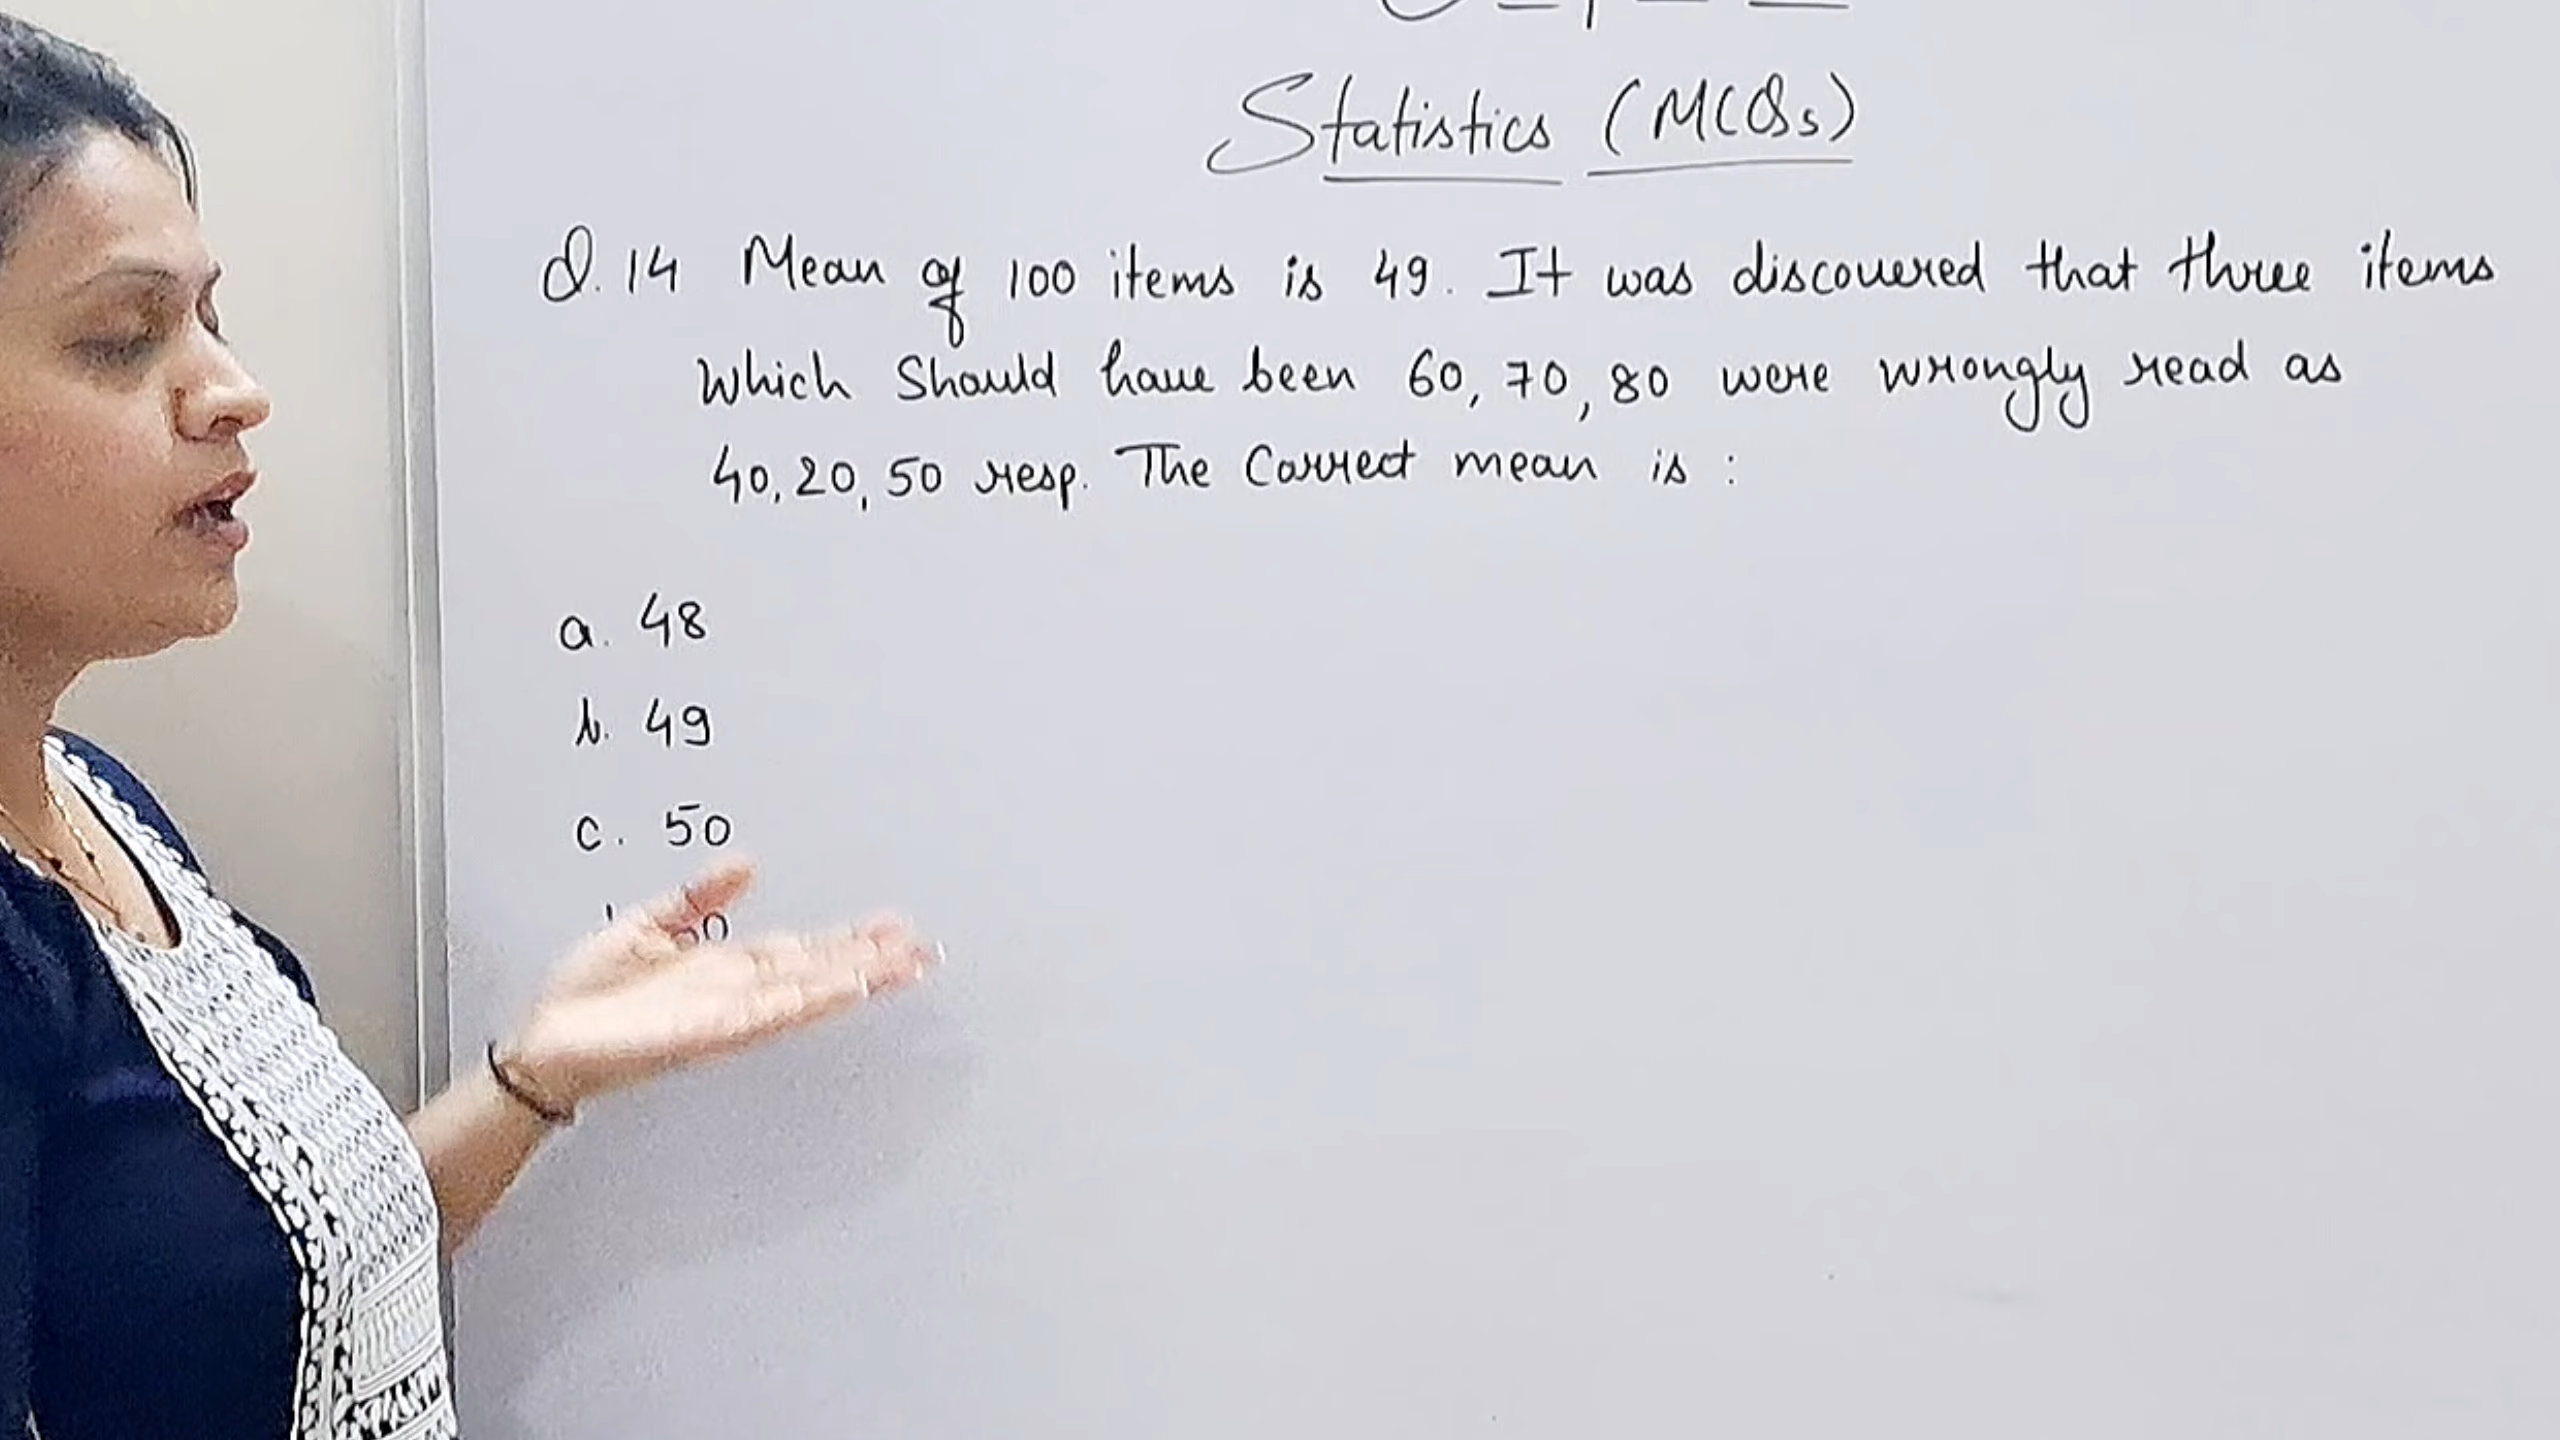 Statistics (MCQs)
Q.14 Mean of 100 items is 49. It was discovered that three items
which should have been 60, 70, 80 were wrongly read as
40, 20, 50 resp. The Correct mean is :
a. 48
b. 49
c. 50